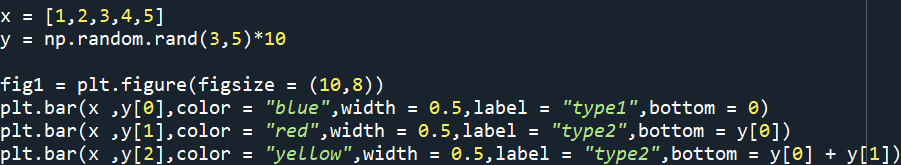 x = [1,2,3,4,5]
y = np.random.rand(3,5)*10
fig1 = plt.figure(figsize = (10,8))
plt.bar(x ,y[0],color = "blue",width = 0.5,label = "type1",bottom = 0)
plt.bar(x ,y[1],color = "red",width = 0.5,label = "type2",bottom = y[0])
plt.bar(x ,y[2],color = "yellow",width = 0.5,label = "type2",bottom = y[0] + y[1])